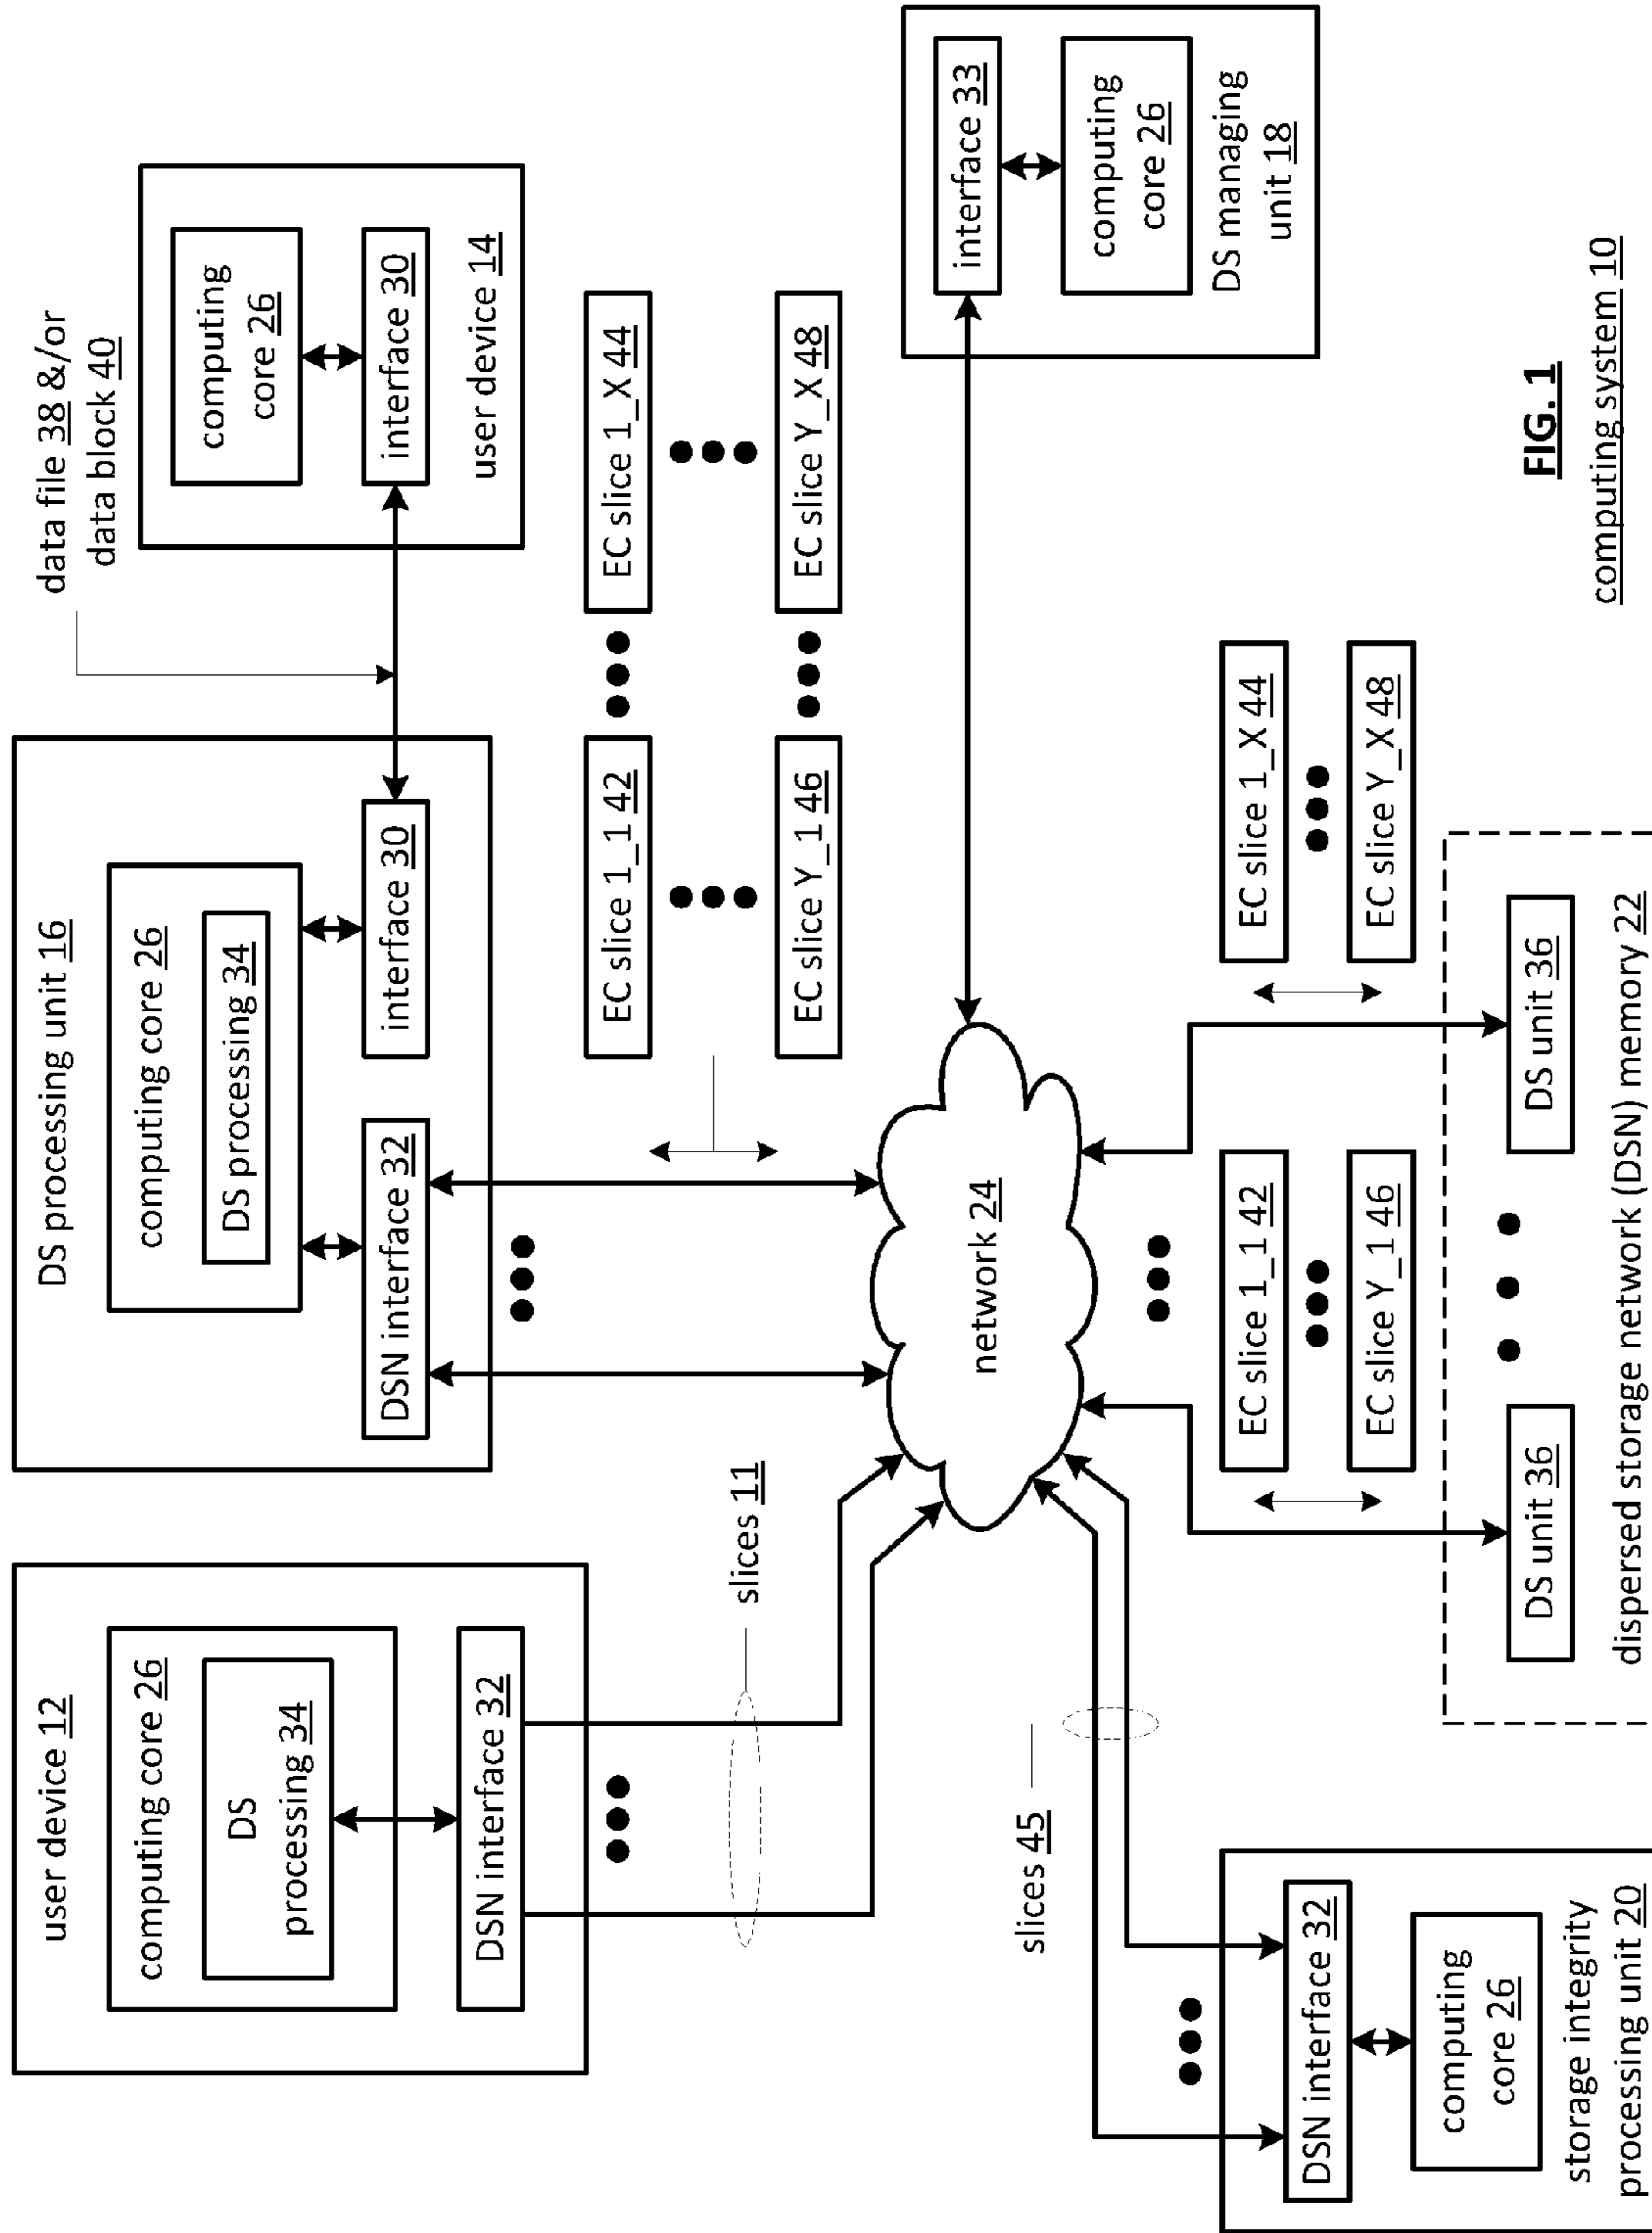 user device 12
computing core 26
DS
processing 34
DSN interface 32
slices 11
DS processing unit 16
computing core 26
DS processing 34
DSN interface 32
interface 30
data file 38 &/or
data block 40
computing
core 26
interface 30
user device 14
EC slice 1_1 42
EC slice 1_X 44
EC slice Y_1 46
EC slice Y_X 48
network 24
interface 33
computing
core 26
DS managing
unit 18
slices 45
DSN interface 32
computing
core 26
storage integrity
processing unit 20
EC slice 1_1 42
EC slice Y_1 46
EC slice 1_X 44
EC slice Y_X 48
DS unit 36
DS unit 36
dispersed storage network (DSN) memory 22
FIG. 1
computing system 10